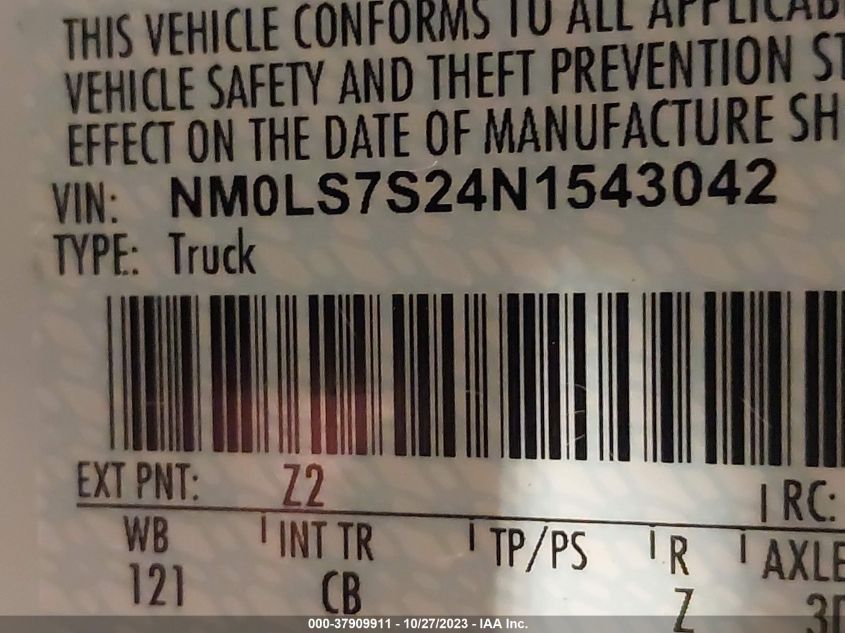 THIS VEHICLE CONFORMS TO ALL APPLICAB
VEHICLE SAFETY AND THEFT PREVENTION ST
EFFECT ON THE DATE OF MANUFACTURE SH
VIN: NM0LS7S24N1543042
TYPE: Truck
EXT PNT: Z2 RC:
WB INT TR TP/PS R AXLE
121 CB Z 3D
000-37909911 - 10/27/2023 - IAA Inc.